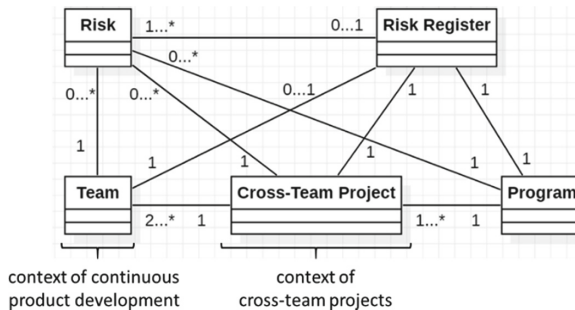 Risk
1...*
0...1
Risk Register
0...*
0...*
0...*
0...1
1
1
1
1
1
1
1
1
Team
Cross-Team Project
Program
2...*
1
1...*
1
context of continuous
product development
context of
cross-team projects